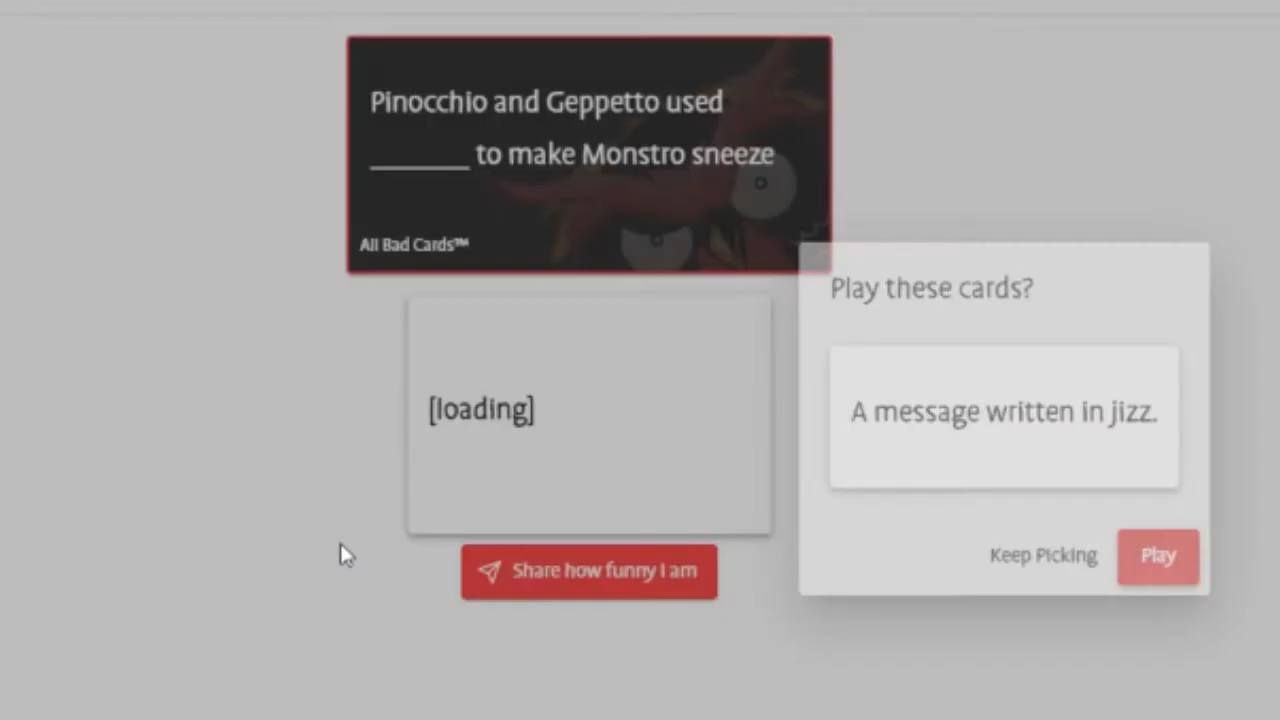 Pinocchio and Geppetto used
_______ to make Monstro sneeze
All Bad Cards™
Play these cards?
[loading]
A message written in jizz.
Keep Picking
Play
Share how funny I am